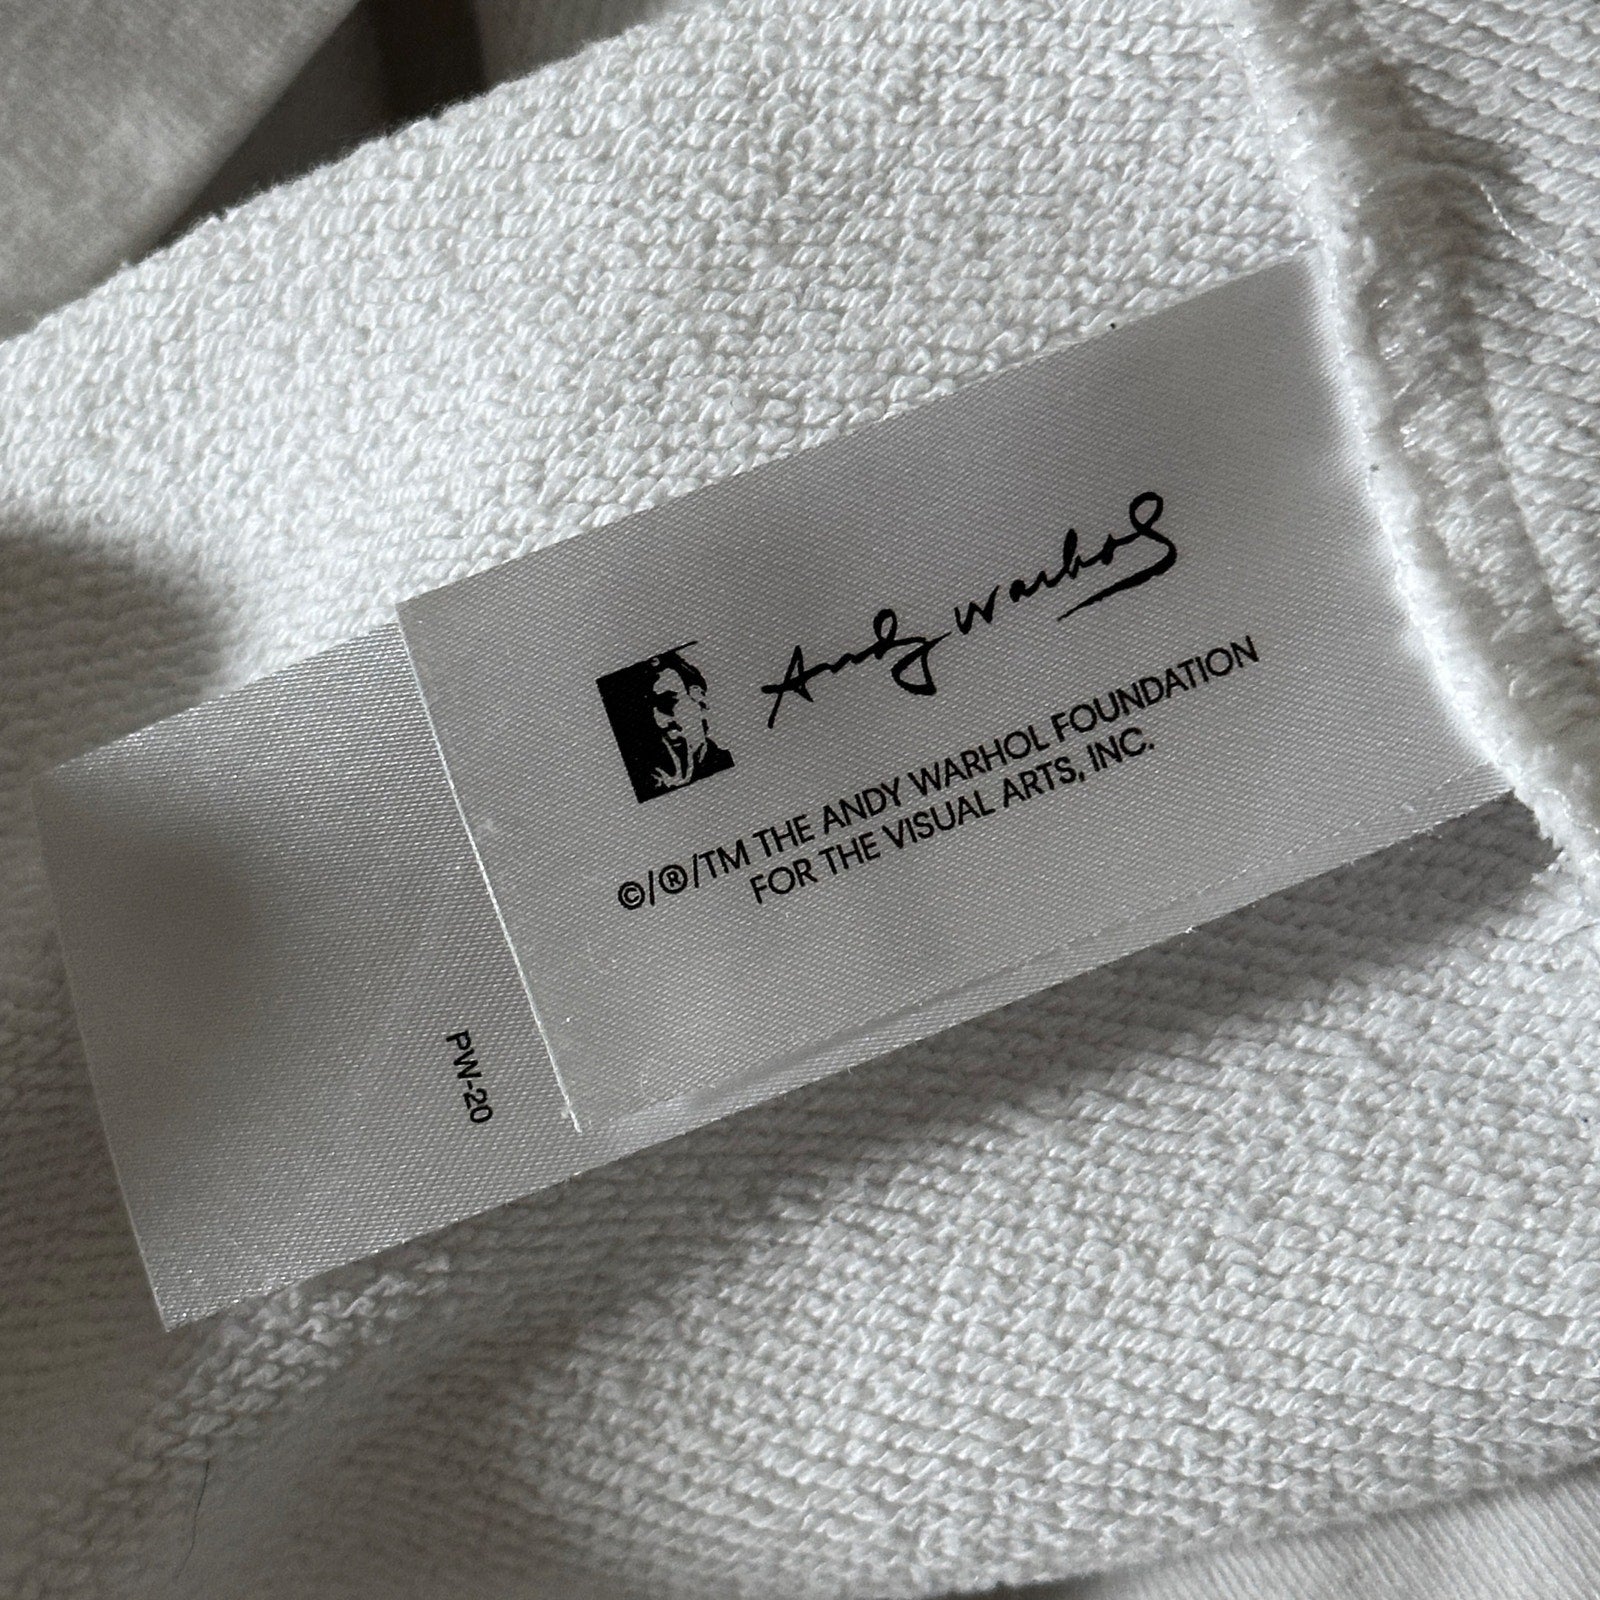 Andy Warhol
©/®/TM THE ANDY WARHOL FOUNDATION
FOR THE VISUAL ARTS, INC.
PW-20